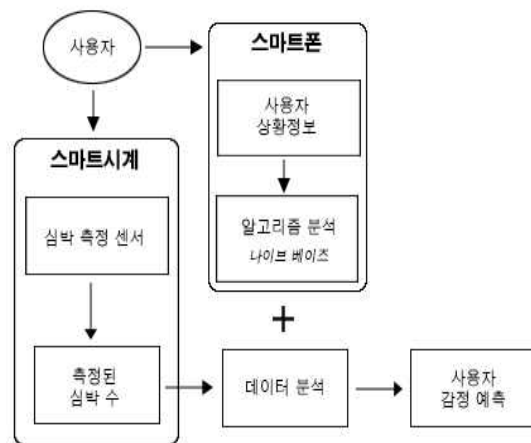 사용자
스마트폰
사용자
상황정보
알고리즘 분석
나이브 베이즈
스마트시계
심박 측정 센서
측정된
심박 수
+
데이터 분석
사용자
감정 예측